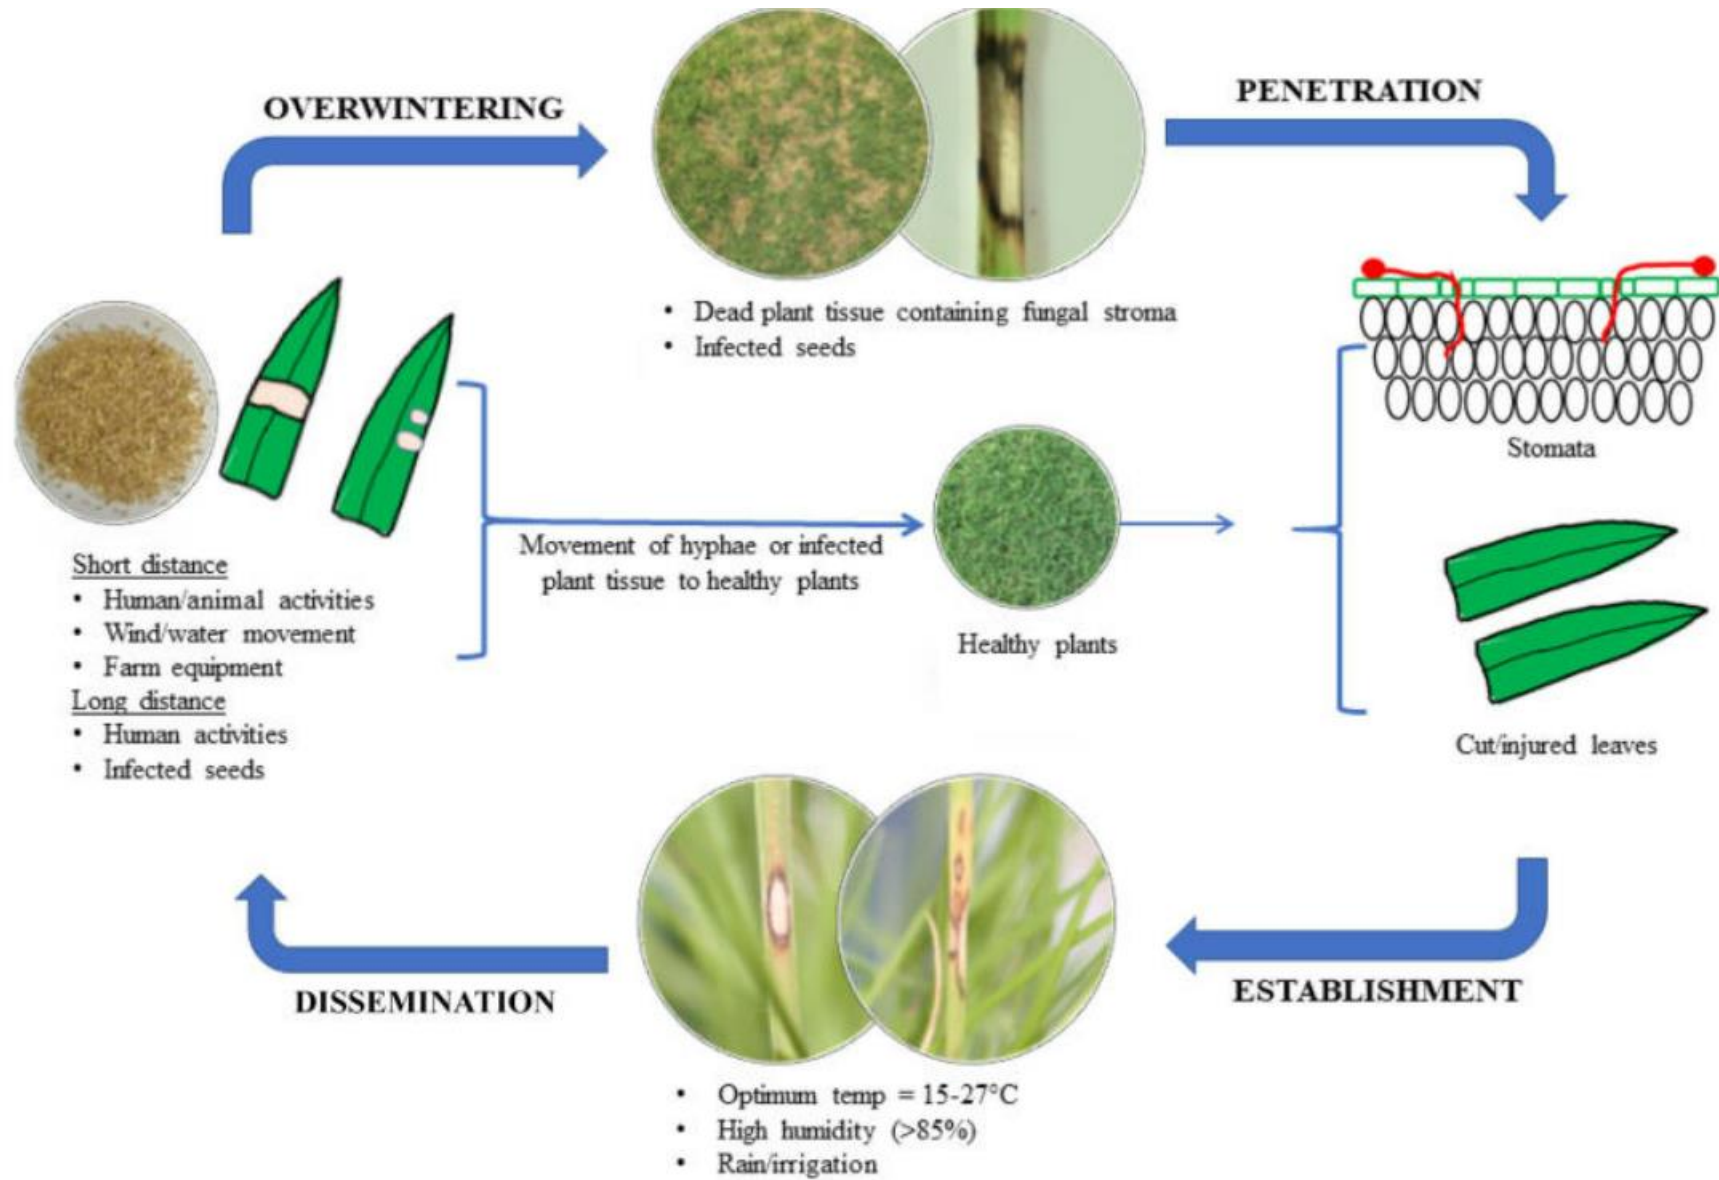 OVERWINTERING
PENETRATION
• Dead plant tissue containing fungal stroma
• Infected seeds
Stomata
Short distance
• Human/animal activities
• Wind/water movement
• Farm equipment
Long distance
• Human activities
• Infected seeds
Movement of hyphae or infected
plant tissue to healthy plants
Healthy plants
Cut/injured leaves
DISSEMINATION
ESTABLISHMENT
• Optimum temp = 15-27°C
• High humidity (>85%)
• Rain/irrigation